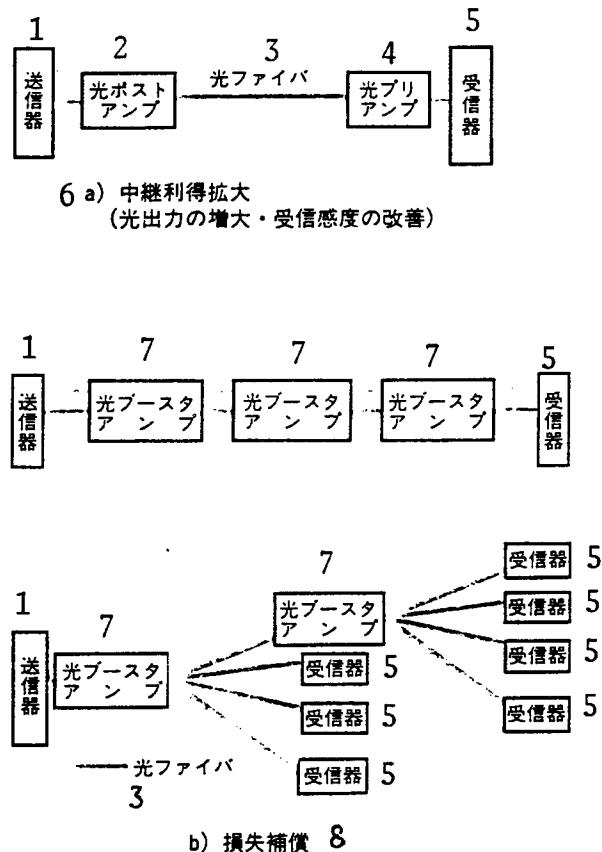 1
2
3
4
5
送信器
光ポスト
アンプ
光ファイバ
光プリ
アンプ
受信器
6 a) 中継利得拡大
(光出力の増大・受信感度の改善)
1
7
7
7
5
送信器
光ブースタ
アンプ
光ブースタ
アンプ
光ブースタ
アンプ
受信器
1
7
7
送信器
光ブースタ
アンプ
光ブースタ
アンプ
受信器 5
受信器 5
受信器 5
受信器 5
受信器 5
受信器 5
受信器 5
光ファイバ
3
b) 損失補償 8